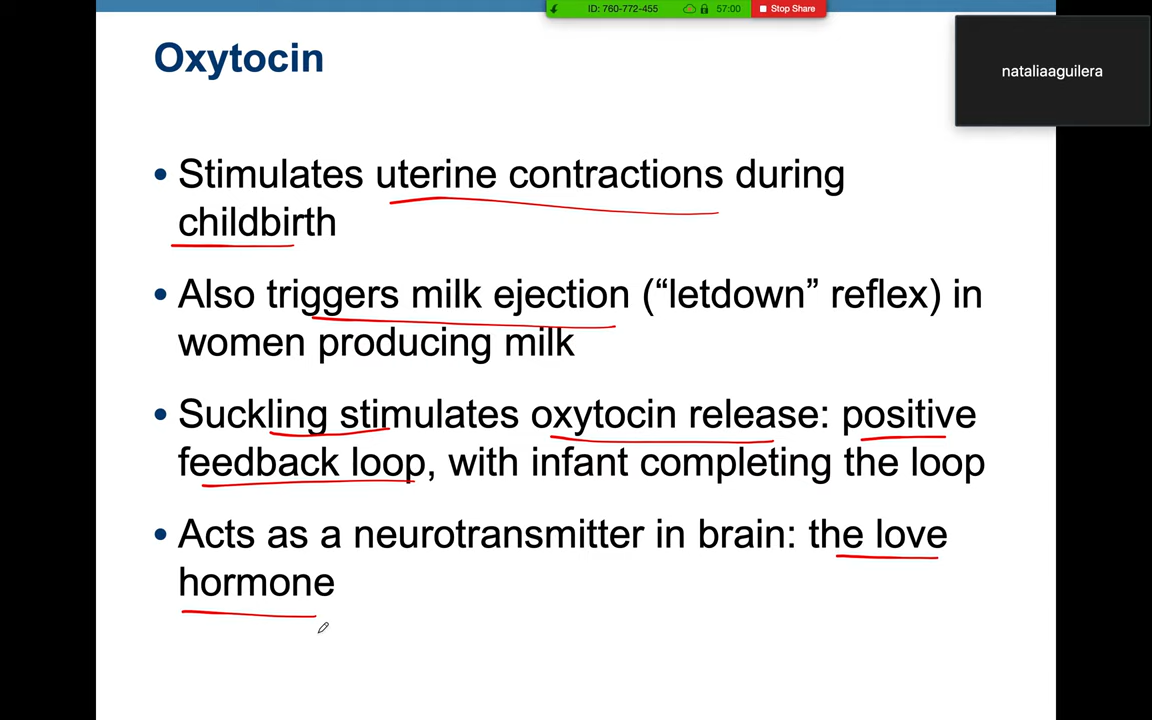 ID: 760-772-455
57:00
Stop Share
nataliaaguilera
Oxytocin
• Stimulates uterine contractions during
childbirth
• Also triggers milk ejection (“letdown” reflex) in
women producing milk
• Suckling stimulates oxytocin release: positive
feedback loop, with infant completing the loop
• Acts as a neurotransmitter in brain: the love
hormone